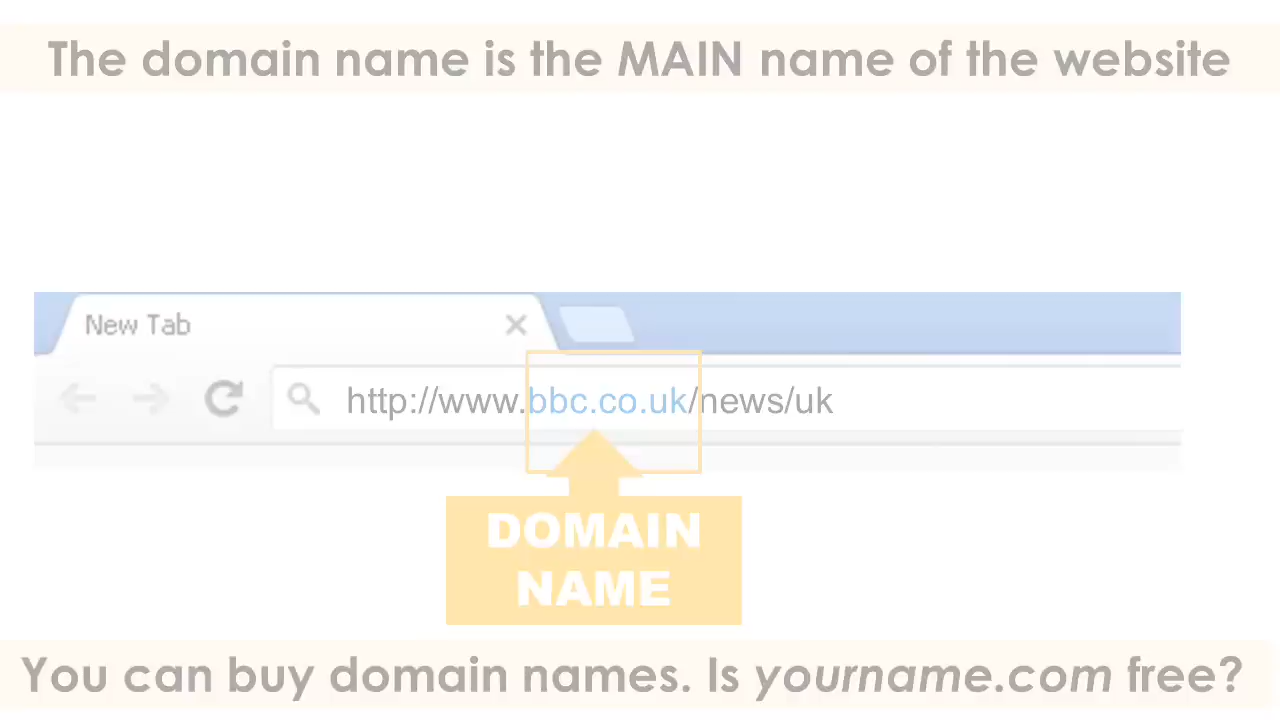 The domain name is the MAIN name of the website
New Tab
http://www.bbc.co.uk/news/uk
DOMAIN
NAME
You can buy domain names. Is yourname.com free?